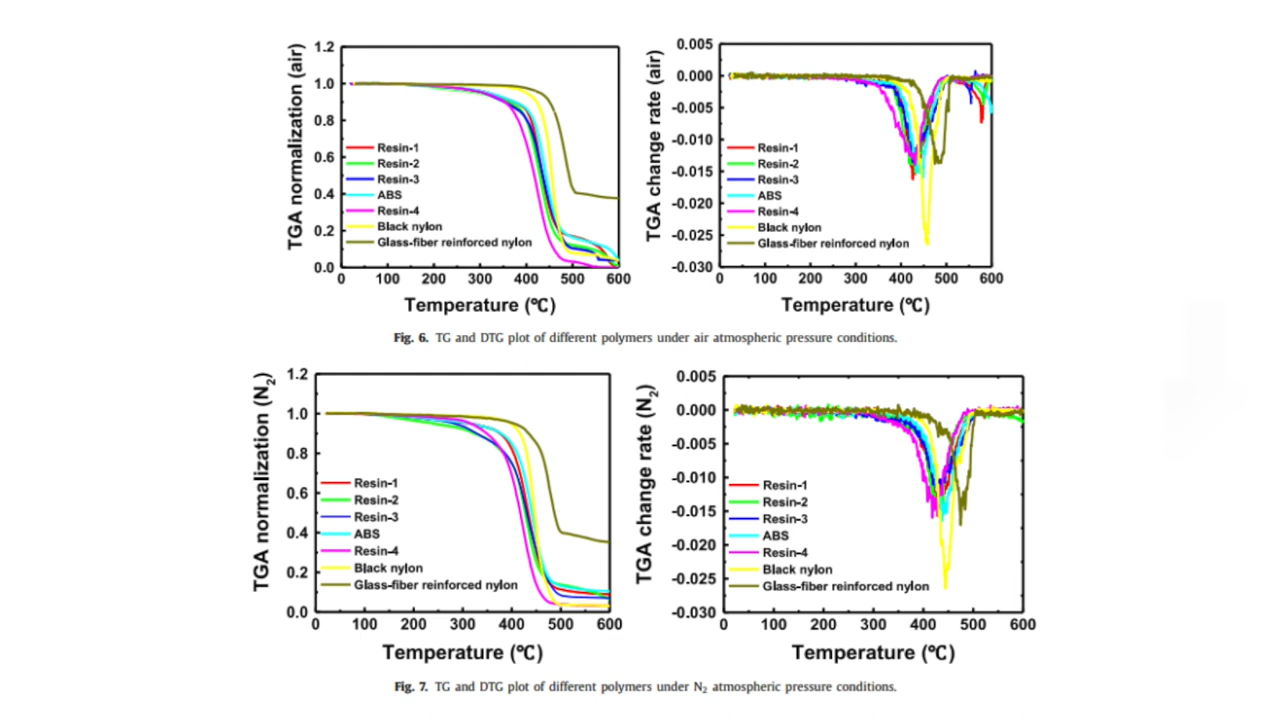 TGA normalization (air)
1.2
1.0
0.8
0.6
0.4
0.2
0.0
Resin-1
Resin-2
Resin-3
ABS
Resin-4
Black nylon
Glass-fiber reinforced nylon
0 100 200 300 400 500 600
Temperature (℃)
TGA change rate (air)
0.005
0.000
-0.005
-0.010
-0.015
-0.020
-0.025
-0.030
Resin-1
Resin-2
Resin-3
ABS
Resin-4
Black nylon
Glass-fiber reinforced nylon
0 100 200 300 400 500 600
Temperature (℃)
Fig. 6. TG and DTG plot of different polymers under air atmospheric pressure conditions.
TGA normalization (N2)
1.2
1.0
0.8
0.6
0.4
0.2
0.0
Resin-1
Resin-2
Resin-3
ABS
Resin-4
Black nylon
Glass-fiber reinforced nylon
0 100 200 300 400 500 600
Temperature (℃)
TGA change rate (N2)
0.005
0.000
-0.005
-0.010
-0.015
-0.020
-0.025
-0.030
Resin-1
Resin-2
Resin-3
ABS
Resin-4
Black nylon
Glass-fiber reinforced nylon
0 100 200 300 400 500 600
Temperature (℃)
Fig. 7. TG and DTG plot of different polymers under N2 atmospheric pressure conditions.